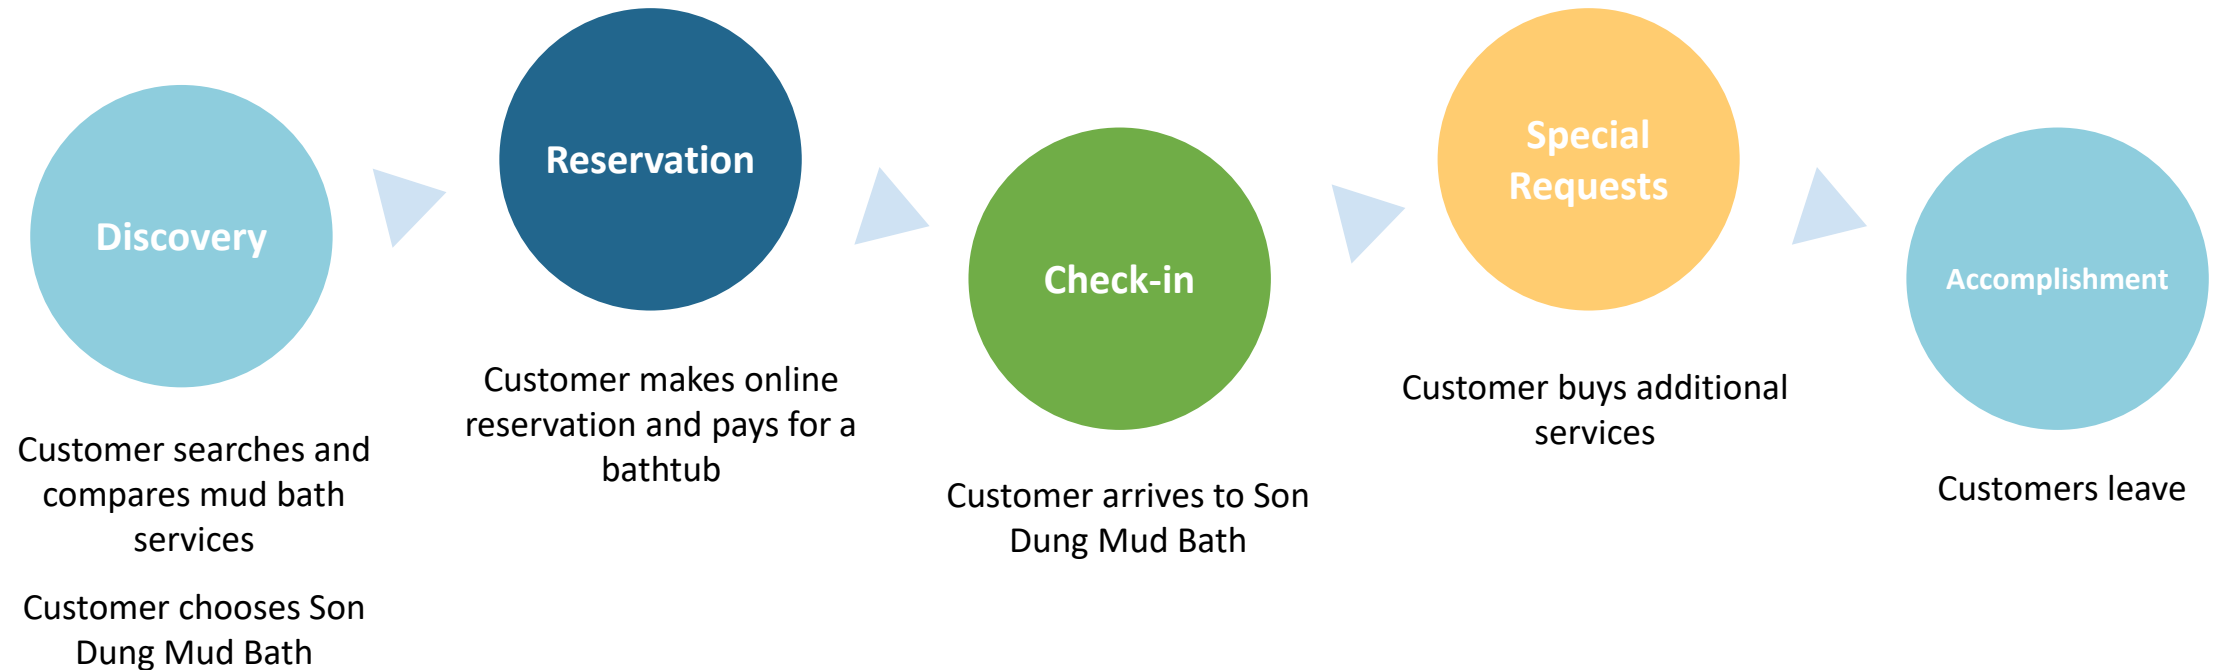 Discovery
Customer searches and
compares mud bath
services
Customer chooses Son
Dung Mud Bath
Reservation
Customer makes online
reservation and pays for a
bathtub
Check-in
Customer arrives to Son
Dung Mud Bath
Special
Requests
Customer buys additional
services
Accomplishment
Customers leave